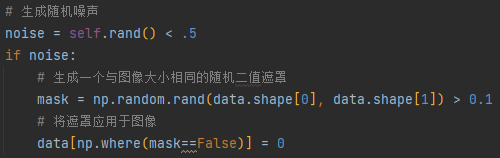 # 生成随机噪声
noise = self.rand() < .5
if noise:
# 生成一个与图像大小相同的随机二值遮罩
mask = np.random.rand(data.shape[0], data.shape[1]) > 0.1
# 将遮罩应用于图像
data[np.where(mask==False)] = 0